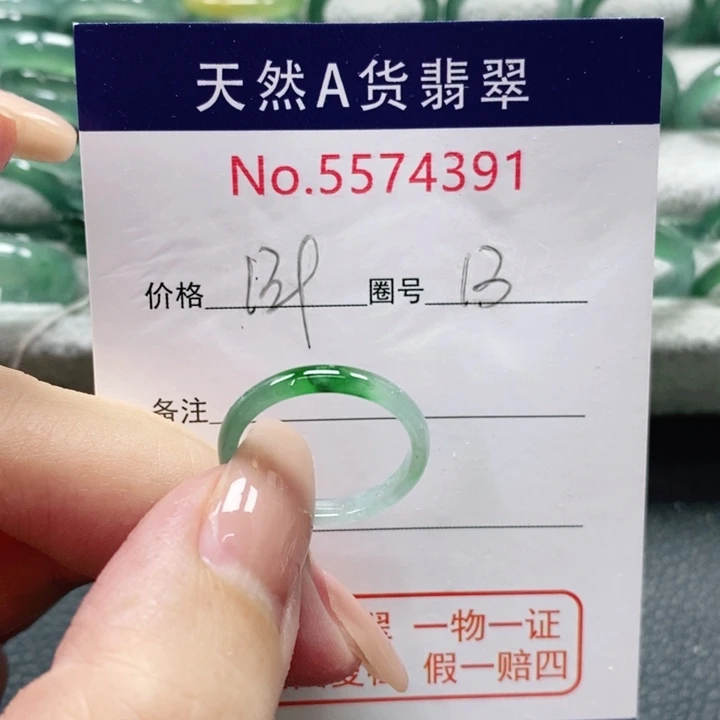 天然A货翡翠
No.5574391
价格 圈号 13
备注
翠 一物一证
假一赔四